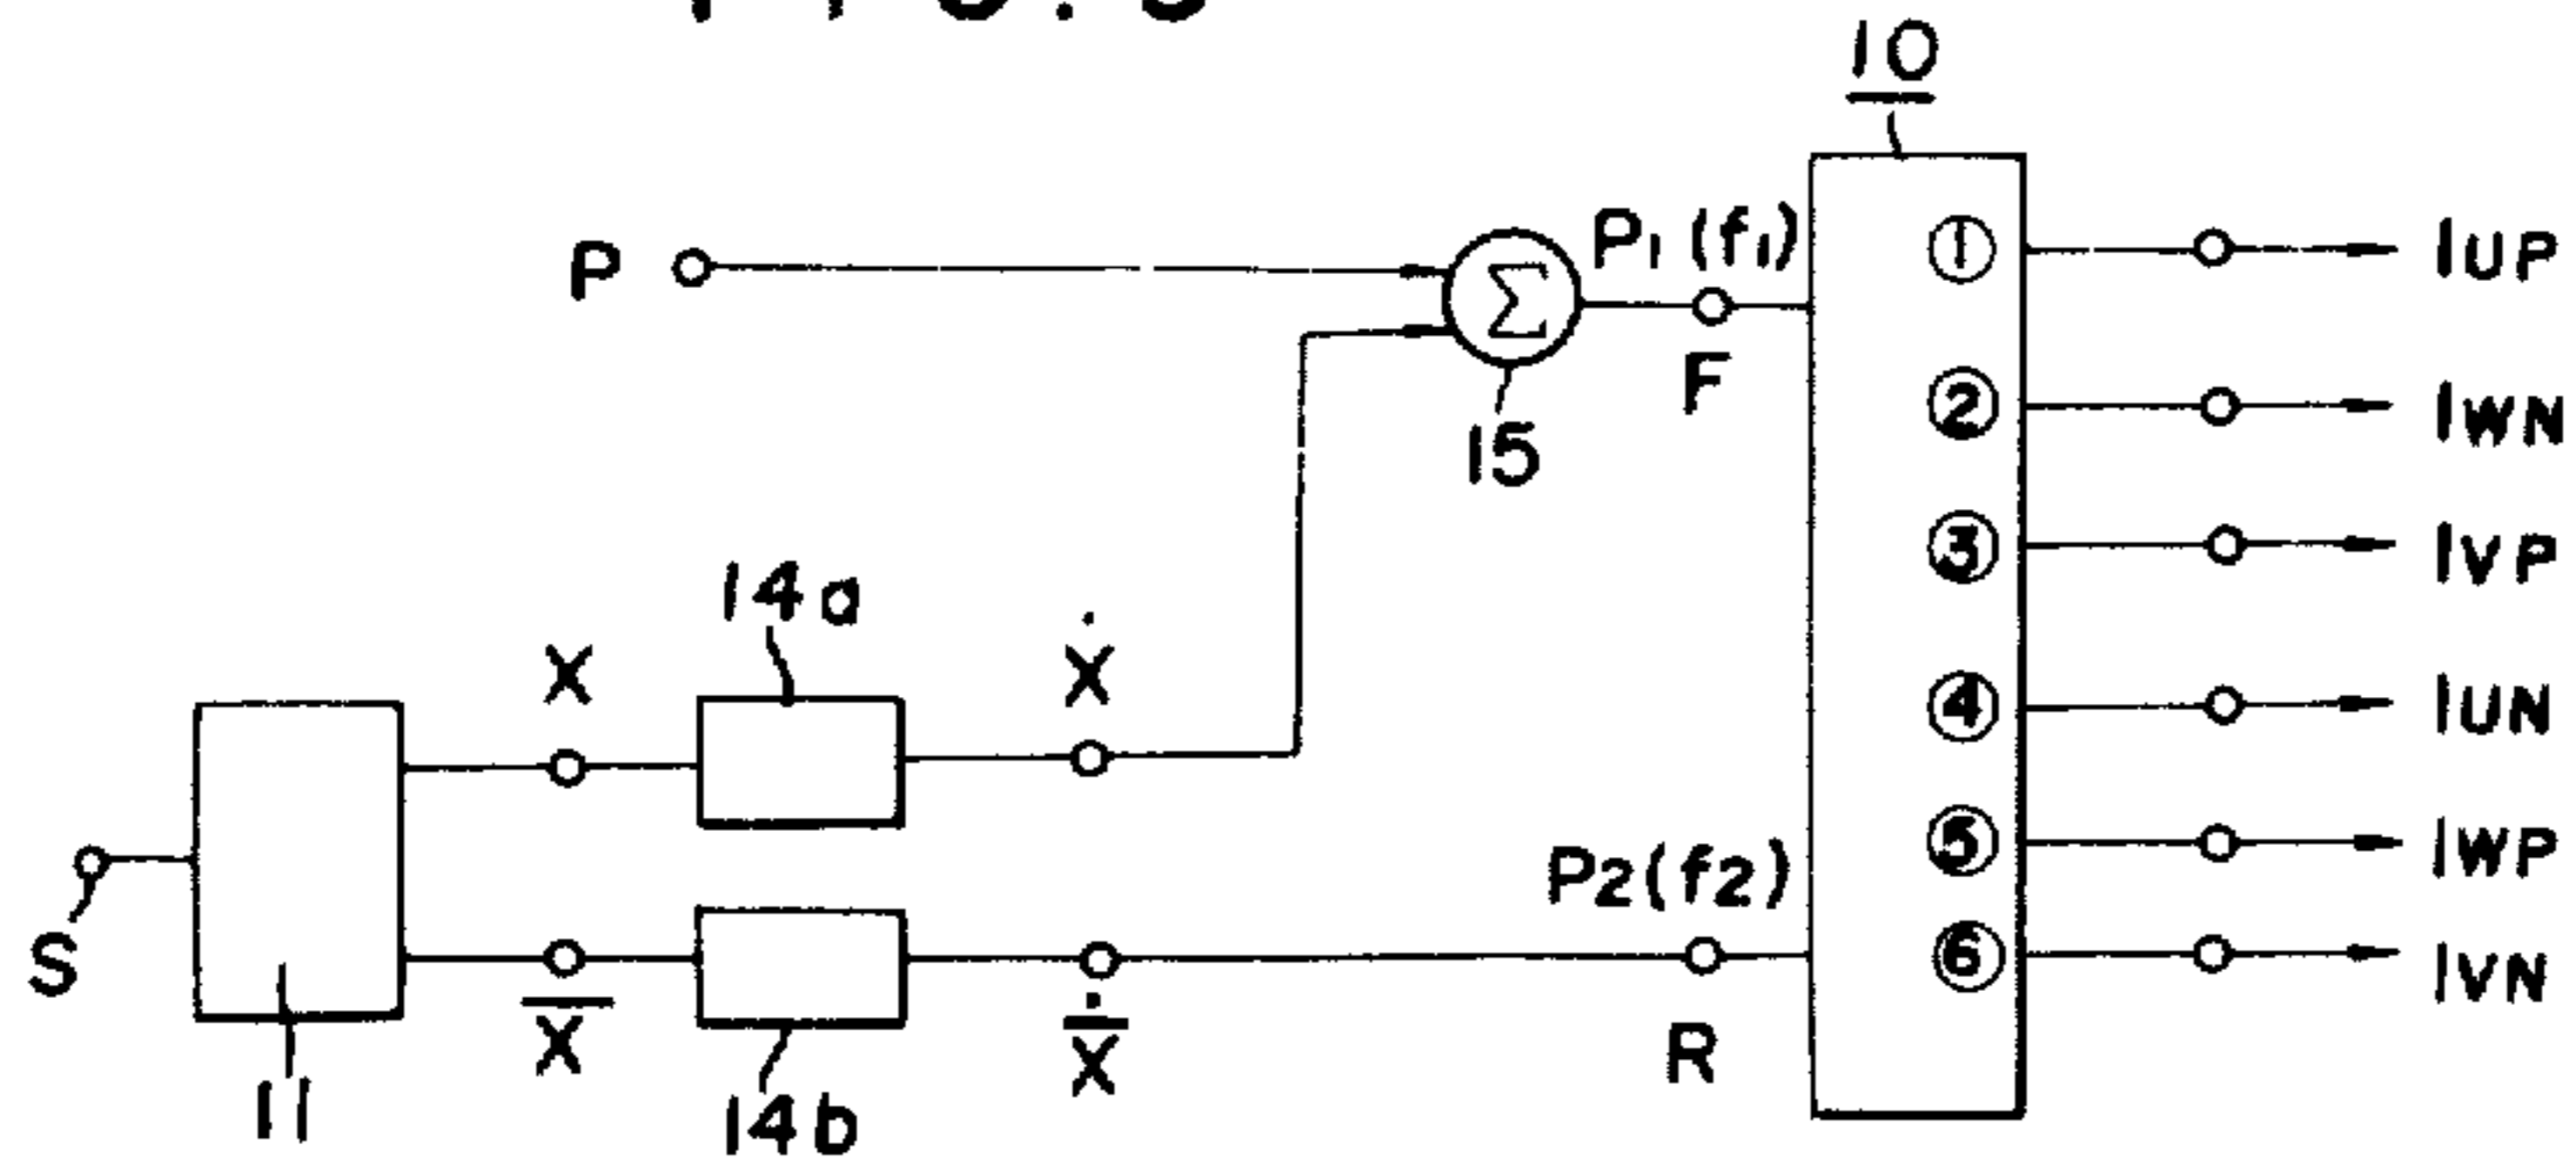 10
P
P1 (f1)
① IUP
F
② IWN
15
③ IVP
14a
X
Ẋ
④ IUN
P2(f2)
⑤ IWP
S
⑥ IVN
X̅
X̅̇
R
11
14b